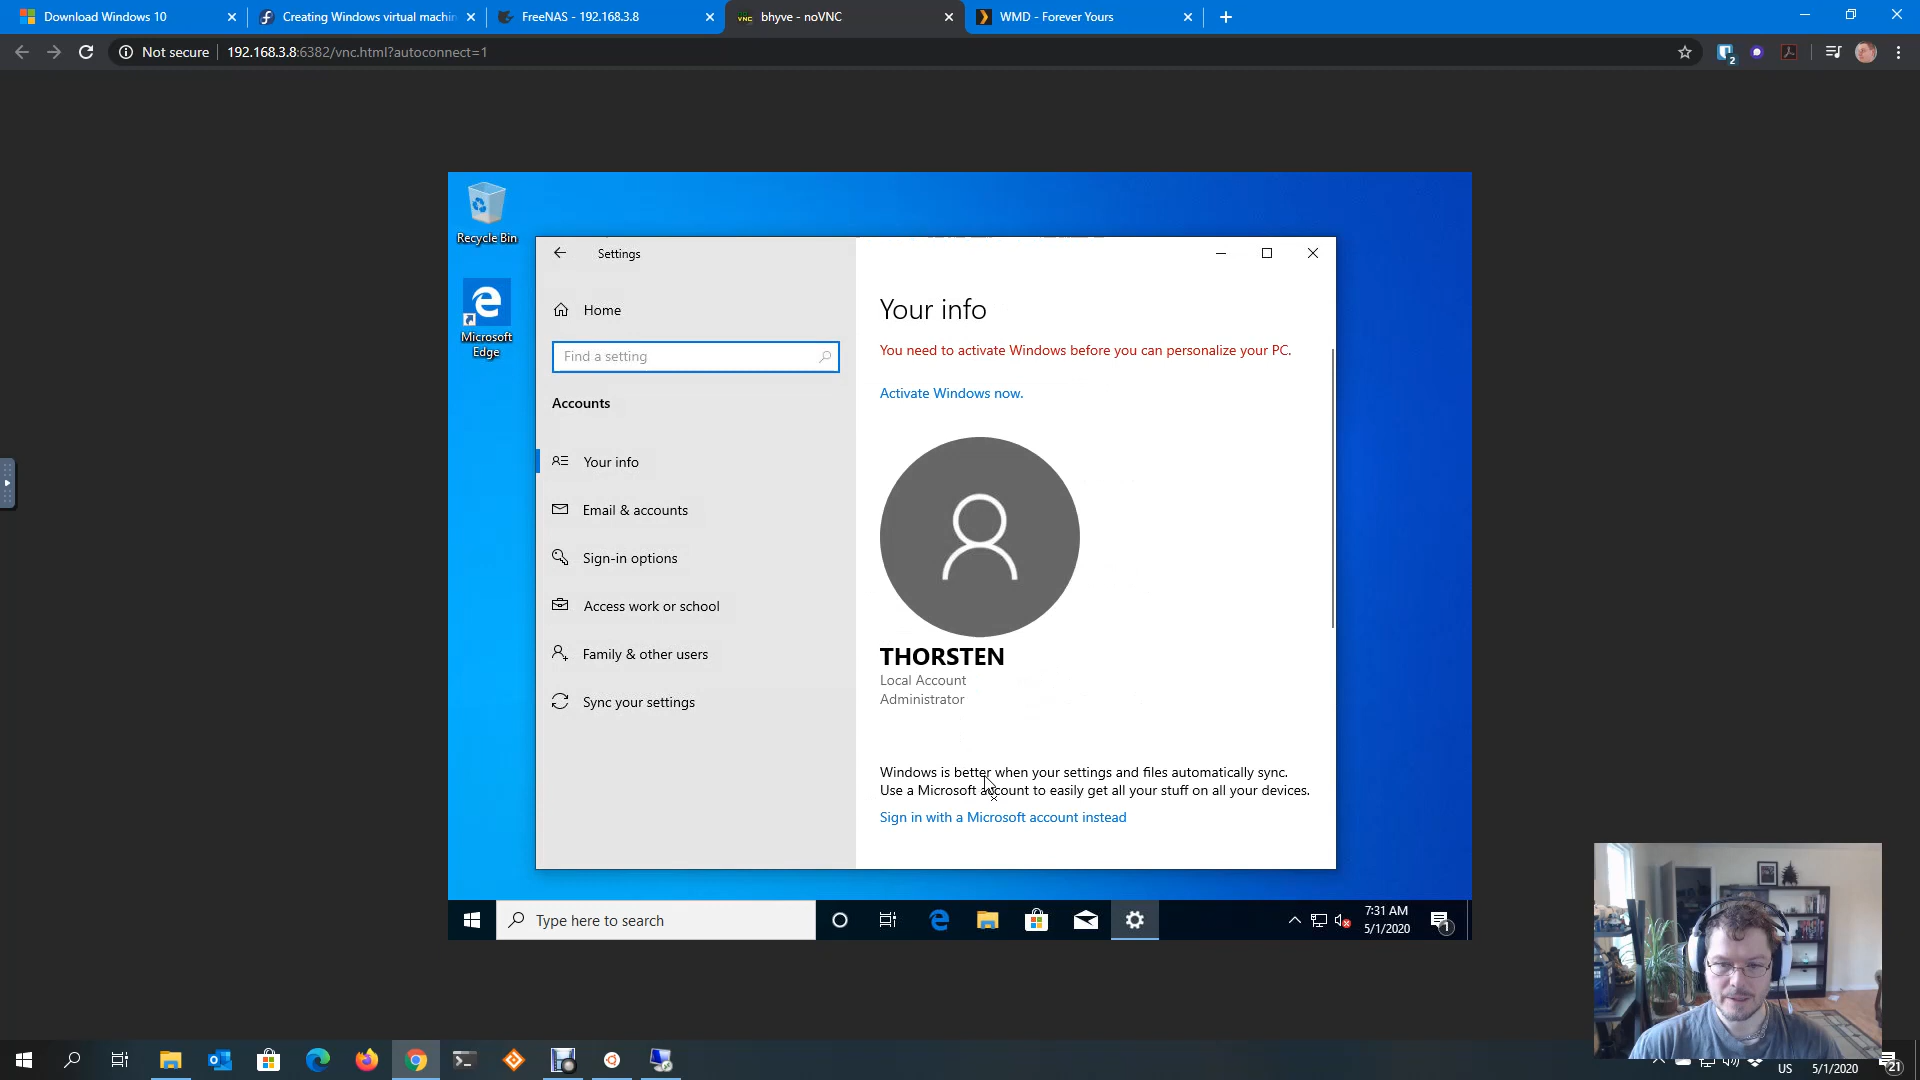 Download Windows 10
Creating Windows virtual machin
FreeNAS - 192.168.3.8
VNC
bhyve - noVNC
WMD - Forever Yours
Not secure
192.168.3.8:6382/vnc.html?autoconnect=1
2
Recycle Bin
Microsoft
Edge
Settings
Home
Find a setting
Accounts
Your info
Email & accounts
Sign-in options
Access work or school
Family & other users
Sync your settings
Your info
You need to activate Windows before you can personalize your PC.
Activate Windows now.
THORSTEN
Local Account
Administrator
Windows is better when your settings and files automatically sync.
Use a Microsoft account to easily get all your stuff on all your devices.
Sign in with a Microsoft account instead
Type here to search
7:31 AM
5/1/2020
1
US
5/1/2020
21